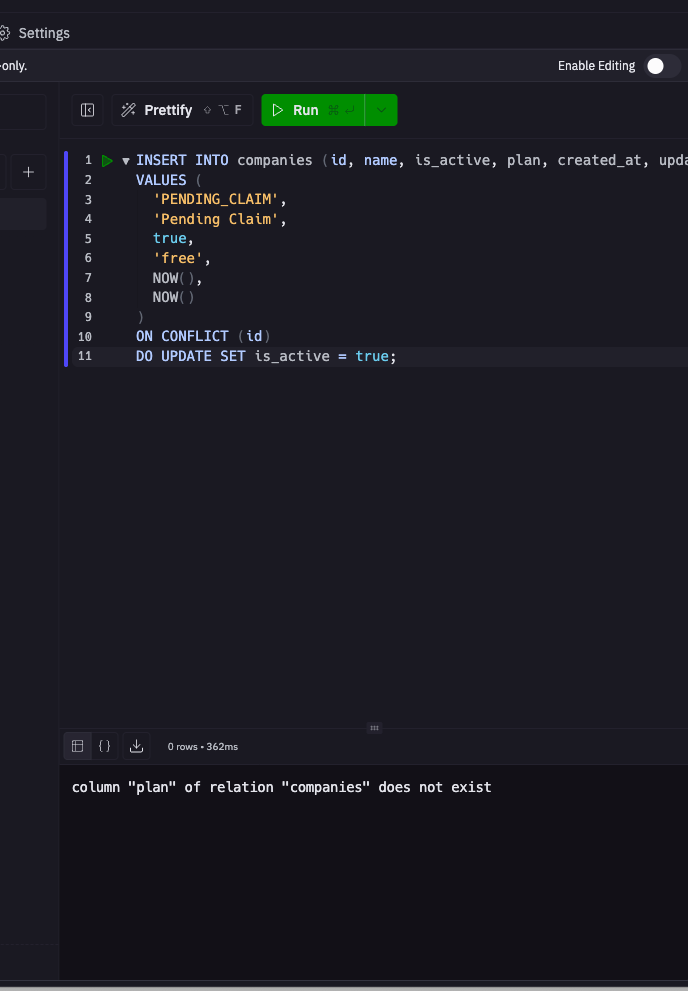 Settings
-only.
Enable Editing
Prettify ⇧ ⌥ F
Run ⌘ ↵
1 INSERT INTO companies (id, name, is_active, plan, created_at, upda
2 VALUES (
3 'PENDING_CLAIM',
4 'Pending Claim',
5 true,
6 'free',
7 NOW(),
8 NOW()
9 )
10 ON CONFLICT (id)
11 DO UPDATE SET is_active = true;
0 rows • 362ms
column "plan" of relation "companies" does not exist